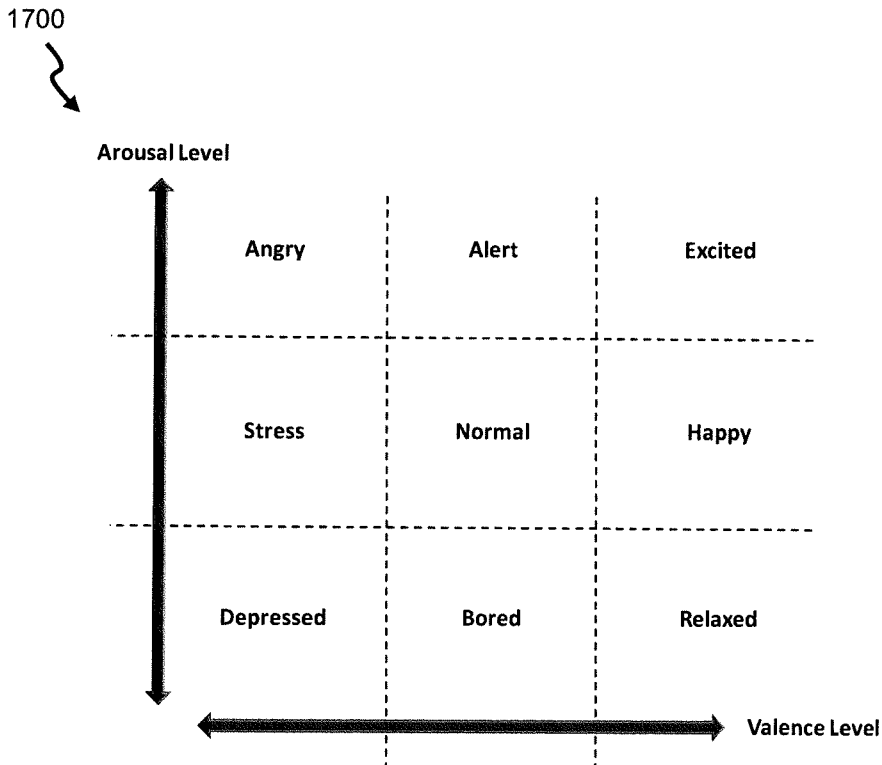 1700
Arousal Level
Angry Alert Excited
Stress Normal Happy
Depressed Bored Relaxed
Valence Level